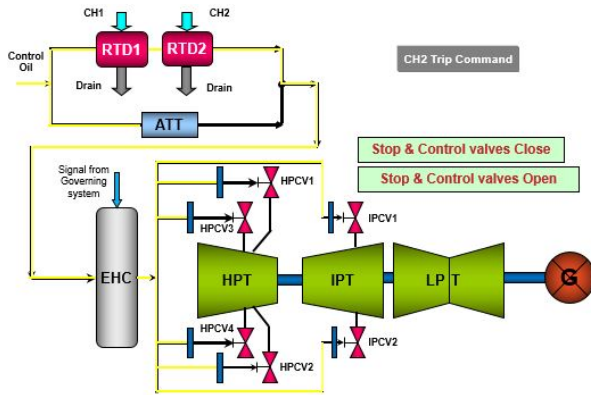 CH1
CH2
RTD1
RTD2
Control
Oil
Drain
Drain
CH2 Trip Command
ATT
Stop & Control valves Close
Stop & Control valves Open
Signal from
Governing
system
HPCV1
HPCV3
IPCV1
EHC
HPT
IPT
LP T
G
HPCV4
HPCV2
IPCV2